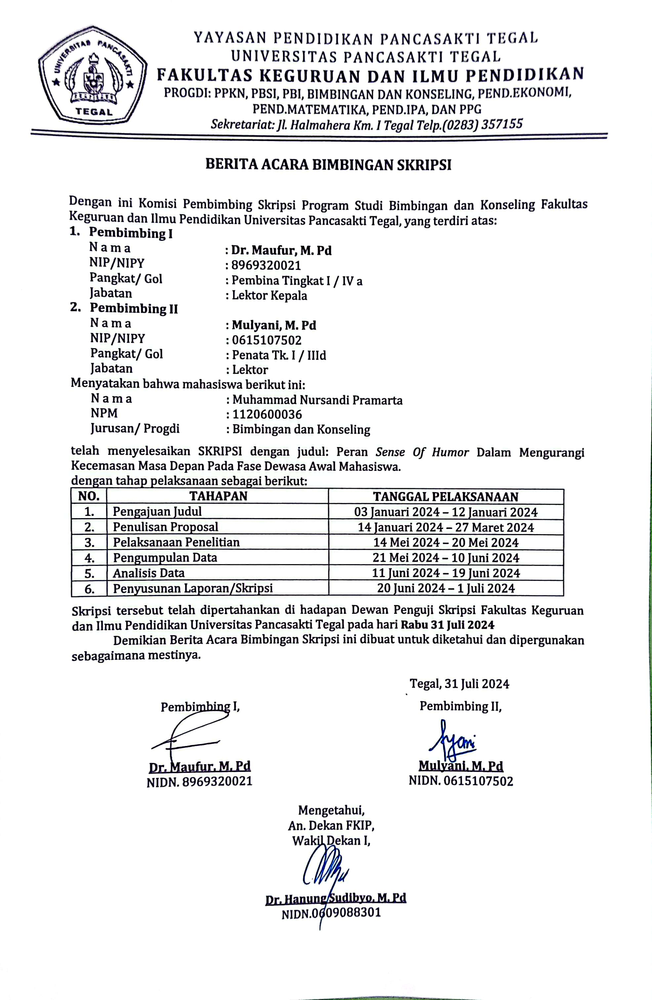 UNIVERSITAS PANCASAKTI
TEGAL
YAYASAN PENDIDIKAN PANCASAKTI TEGAL
UNIVERSITAS PANCASAKTI TEGAL
FAKULTAS KEGURUAN DAN ILMU PENDIDIKAN
PROGDI: PPKN, PBSI, PBI, BIMBINGAN DAN KONSELING, PEND.EKONOMI,
PEND.MATEMATIKA, PEND.IPA, DAN PPG
Sekretariat: Jl. Halmahera Km. I Tegal Telp.(0283) 357155
BERITA ACARA BIMBINGAN SKRIPSI
Dengan ini Komisi Pembimbing Skripsi Program Studi Bimbingan dan Konseling Fakultas
Keguruan dan Ilmu Pendidikan Universitas Pancasakti Tegal, yang terdiri atas:
1. Pembimbing I
N a m a : Dr. Maufur, M. Pd
NIP/NIPY : 8969320021
Pangkat/ Gol : Pembina Tingkat I / IV a
Jabatan : Lektor Kepala
2. Pembimbing II
N a m a : Mulyani, M. Pd
NIP/NIPY : 0615107502
Pangkat/ Gol : Penata Tk. I / IIId
Jabatan : Lektor
Menyatakan bahwa mahasiswa berikut ini:
N a m a : Muhammad Nursandi Pramarta
NPM : 1120600036
Jurusan/ Progdi : Bimbingan dan Konseling
telah menyelesaikan SKRIPSI dengan judul: Peran Sense Of Humor Dalam Mengurangi
Kecemasan Masa Depan Pada Fase Dewasa Awal Mahasiswa.
dengan tahap pelaksanaan sebagai berikut:
NO. TAHAPAN TANGGAL PELAKSANAAN
1. Pengajuan Judul 03 Januari 2024 – 12 Januari 2024
2. Penulisan Proposal 14 Januari 2024 – 27 Maret 2024
3. Pelaksanaan Penelitian 14 Mei 2024 – 20 Mei 2024
4. Pengumpulan Data 21 Mei 2024 – 10 Juni 2024
5. Analisis Data 11 Juni 2024 – 19 Juni 2024
6. Penyusunan Laporan/Skripsi 20 Juni 2024 – 1 Juli 2024
Skripsi tersebut telah dipertahankan di hadapan Dewan Penguji Skripsi Fakultas Keguruan
dan Ilmu Pendidikan Universitas Pancasakti Tegal pada hari Rabu 31 Juli 2024
Demikian Berita Acara Bimbingan Skripsi ini dibuat untuk diketahui dan dipergunakan
sebagaimana mestinya.
Tegal, 31 Juli 2024
Pembimbing I, Pembimbing II,
Dr. Maufur, M. Pd Mulyani, M. Pd
NIDN. 8969320021 NIDN. 0615107502
Mengetahui,
An. Dekan FKIP,
Wakil Dekan I,
Dr. Hanung Sudibyo, M. Pd
NIDN.0609088301